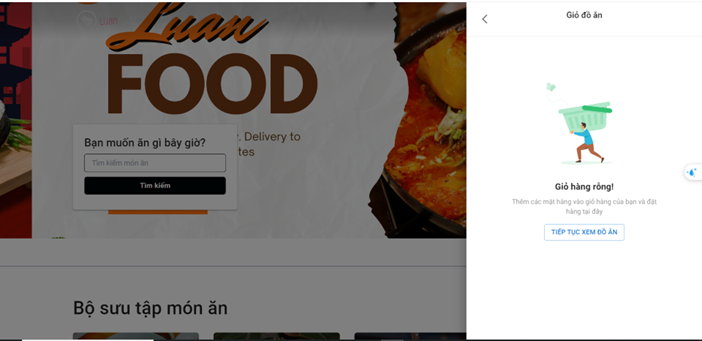 Luan
Luan
FOOD
y. Delivery to
tes
Bạn muốn ăn gì bây giờ?
Tìm kiếm món ăn
Tìm kiếm
Bộ sưu tập món ăn
Giỏ đồ ăn
Giỏ hàng rỗng!
Thêm các mặt hàng vào giỏ hàng của bạn và đặt
hàng tại đây
TIẾP TỤC XEM ĐỒ ĂN